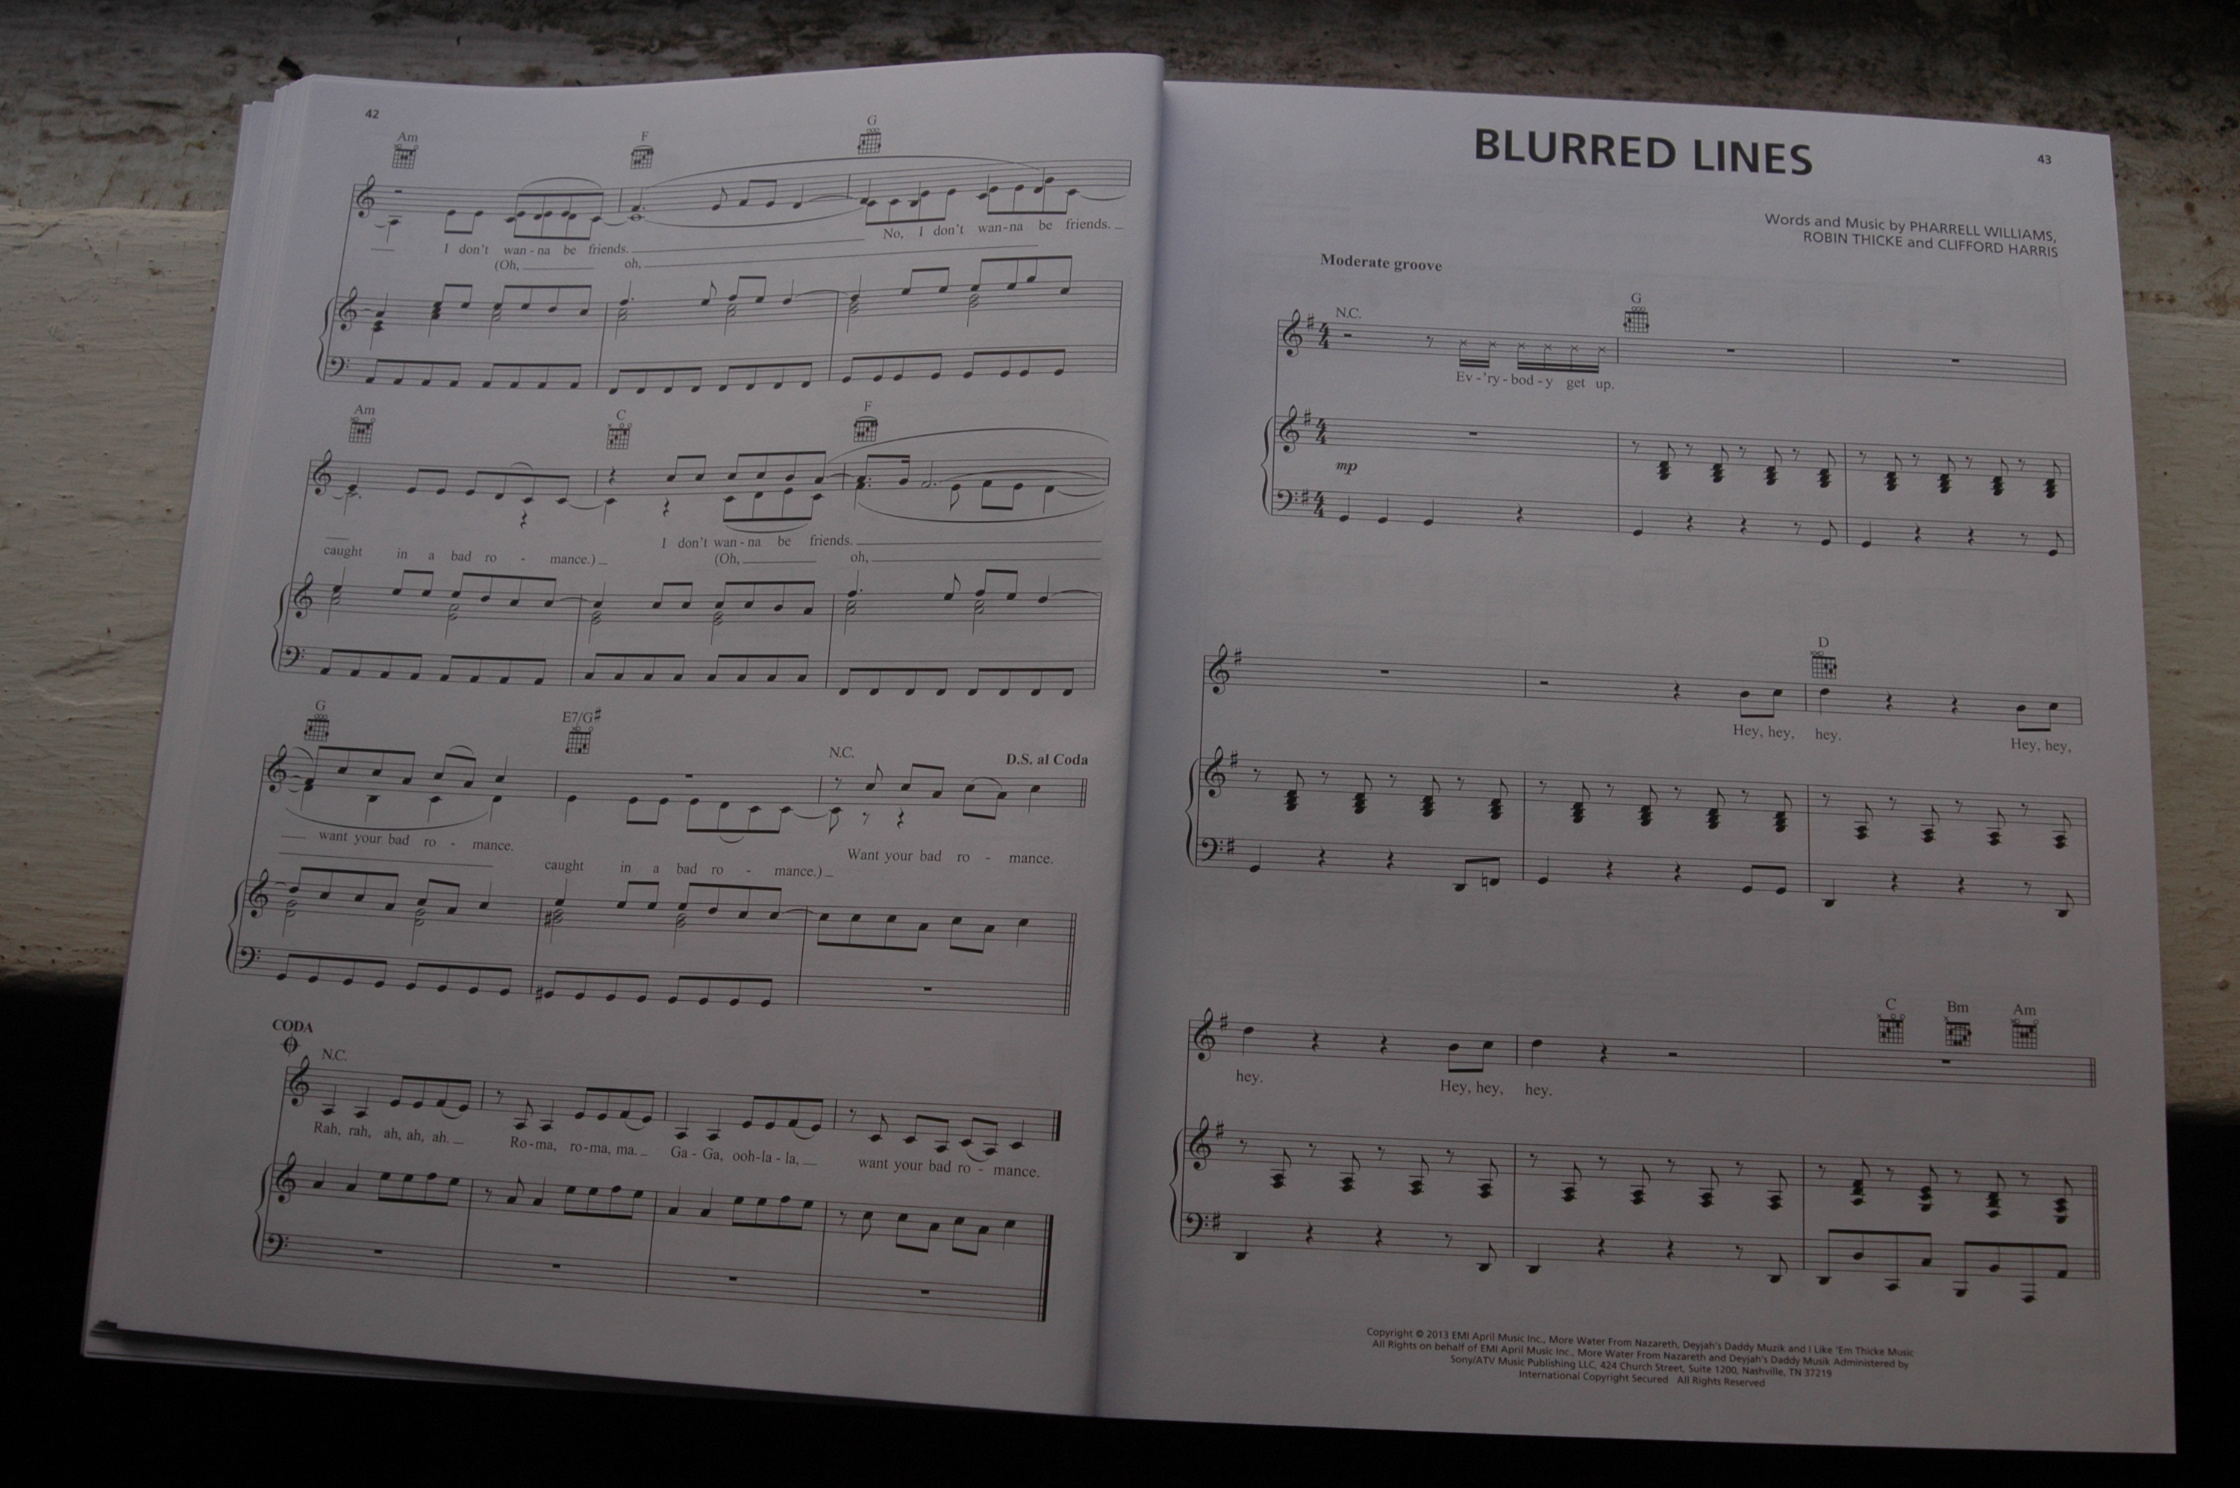 42
Am F G
I don't wan - na be friends. No, I don't wan - na be friends.
(Oh, oh,
Am C F
I don't wan - na be friends.
caught in a bad ro - mance.) (Oh, oh,
G E7/G♯ N.C. D.S. al Coda
want your bad ro - mance. Want your bad ro - mance.
caught in a bad ro - mance.)
CODA
N.C.
Rah, rah, ah, ah, ah. Ro - ma, ro - ma, ma. Ga - Ga, ooh - la - la, want your bad ro - mance.
BLURRED LINES
43
Words and Music by PHARRELL WILLIAMS,
ROBIN THICKE and CLIFFORD HARRIS
Moderate groove
N.C. G
4 4
Ev - 'ry - bod - y get up.
4 4
mp
4 4
D
Hey, hey, hey. Hey, hey,
C Bm Am
hey. Hey, hey, hey.
Copyright © 2013 EMI April Music Inc., More Water From Nazareth, Deyjah's Daddy Muzik and I Like 'Em Thicke Music
All Rights on behalf of EMI April Music Inc., More Water From Nazareth and Deyjah's Daddy Musik Administered by
Sony/ATV Music Publishing LLC, 424 Church Street, Suite 1200, Nashville, TN 37219
International Copyright Secured All Rights Reserved